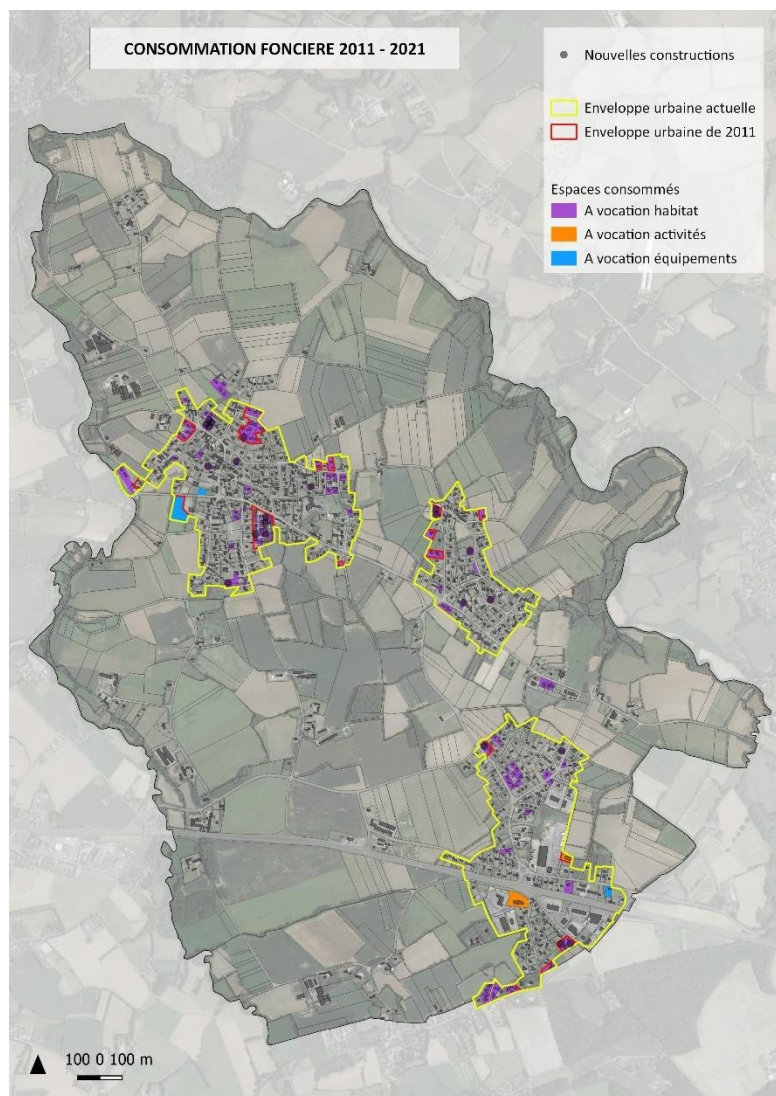 CONSOMMATION FONCIERE 2011 - 2021
Nouvelles constructions
Enveloppe urbaine actuelle
Enveloppe urbaine de 2011
Espaces consommés
A vocation habitat
A vocation activités
A vocation équipements
100 0 100 m